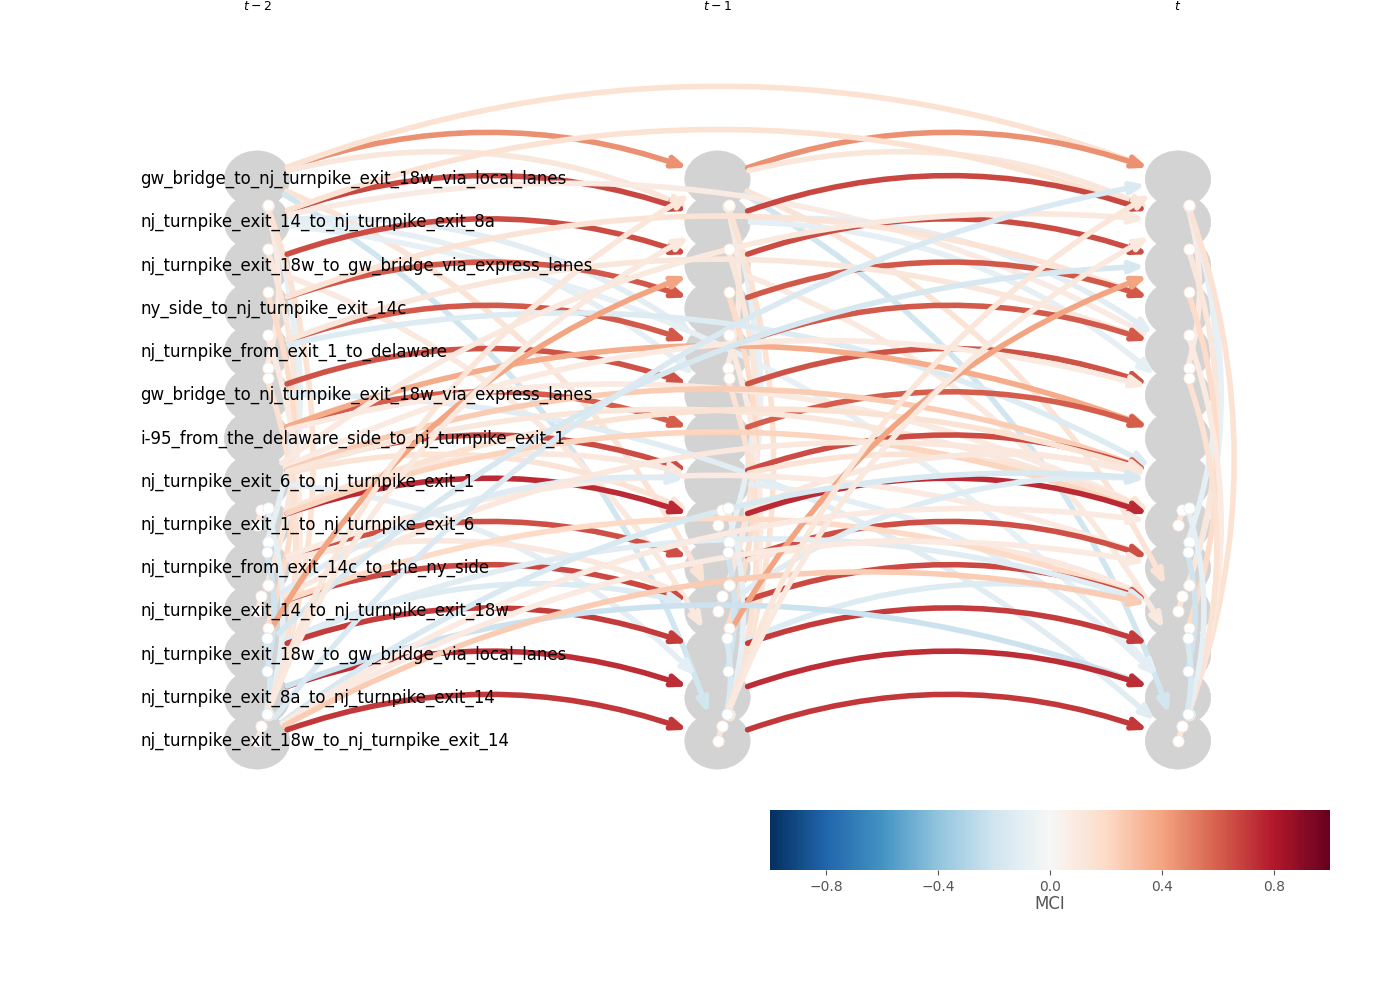 t − 2 t − 1 t
gw_bridge_to_nj_turnpike_exit_18w_via_local_lanes
nj_turnpike_exit_14_to_nj_turnpike_exit_8a
nj_turnpike_exit_18w_to_gw_bridge_via_express_lanes
ny_side_to_nj_turnpike_exit_14c
nj_turnpike_from_exit_1_to_delaware
gw_bridge_to_nj_turnpike_exit_18w_via_express_lanes
i-95_from_the_delaware_side_to_nj_turnpike_exit_1
nj_turnpike_exit_6_to_nj_turnpike_exit_1
nj_turnpike_exit_1_to_nj_turnpike_exit_6
nj_turnpike_from_exit_14c_to_the_ny_side
nj_turnpike_exit_14_to_nj_turnpike_exit_18w
nj_turnpike_exit_18w_to_gw_bridge_via_local_lanes
nj_turnpike_exit_8a_to_nj_turnpike_exit_14
nj_turnpike_exit_18w_to_nj_turnpike_exit_14
−0.8 −0.4 0.0 0.4 0.8
MCI